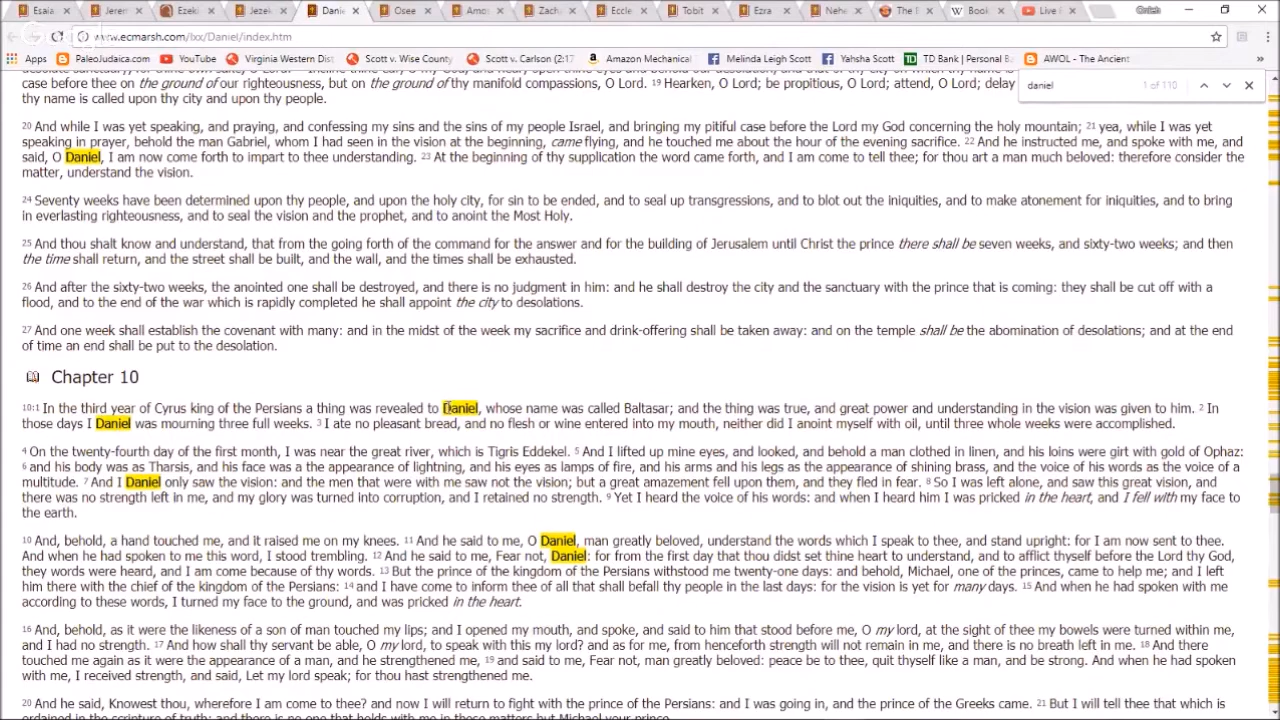 Esaia Jerem Ezeki Jezek Danie Osee Amo Zach Eccle Tobit Ezra Nehe The Book Live
www.ecmarsh.com/lxx/Daniel/index.htm
Apps PaleoJudaica.com YouTube Virginia Western Dist Scott v. Wise County Scott v. Carlson (2:17 Amazon Mechanical Melinda Leigh Scott Yahsha Scott TD Bank | Personal B AWOL - The Ancient »
daniel 1 of 110
case before thee on the ground of our righteousness, but on the ground of thy manifold compassions, O Lord. 19 Hearken, O Lord; be propitious, O Lord; attend, O Lord; delay
thy name is called upon thy city and upon thy people.
20 And while I was yet speaking, and praying, and confessing my sins and the sins of my people Israel, and bringing my pitiful case before the Lord my God concerning the holy mountain; 21 yea, while I was yet
speaking in prayer, behold the man Gabriel, whom I had seen in the vision at the beginning, came flying, and he touched me about the hour of the evening sacrifice. 22 And he instructed me, and spoke with me, and
said, O Daniel, I am now come forth to impart to thee understanding. 23 At the beginning of thy supplication the word came forth, and I am come to tell thee; for thou art a man much beloved: therefore consider the
matter, understand the vision.
24 Seventy weeks have been determined upon thy people, and upon the holy city, for sin to be ended, and to seal up transgressions, and to blot out the iniquities, and to make atonement for iniquities, and to bring
in everlasting righteousness, and to seal the vision and the prophet, and to anoint the Most Holy.
25 And thou shalt know and understand, that from the going forth of the command for the answer and for the building of Jerusalem until Christ the prince there shall be seven weeks, and sixty-two weeks; and then
the time shall return, and the street shall be built, and the wall, and the times shall be exhausted.
26 And after the sixty-two weeks, the anointed one shall be destroyed, and there is no judgment in him: and he shall destroy the city and the sanctuary with the prince that is coming: they shall be cut off with a
flood, and to the end of the war which is rapidly completed he shall appoint the city to desolations.
27 And one week shall establish the covenant with many: and in the midst of the week my sacrifice and drink-offering shall be taken away: and on the temple shall be the abomination of desolations; and at the end
of time an end shall be put to the desolation.
Chapter 10
10:1 In the third year of Cyrus king of the Persians a thing was revealed to Daniel, whose name was called Baltasar; and the thing was true, and great power and understanding in the vision was given to him. 2 In
those days I Daniel was mourning three full weeks. 3 I ate no pleasant bread, and no flesh or wine entered into my mouth, neither did I anoint myself with oil, until three whole weeks were accomplished.
4 On the twenty-fourth day of the first month, I was near the great river, which is Tigris Eddekel. 5 And I lifted up mine eyes, and looked, and behold a man clothed in linen, and his loins were girt with gold of Ophaz:
6 and his body was as Tharsis, and his face was a the appearance of lightning, and his eyes as lamps of fire, and his arms and his legs as the appearance of shining brass, and the voice of his words as the voice of a
multitude. 7 And I Daniel only saw the vision: and the men that were with me saw not the vision; but a great amazement fell upon them, and they fled in fear. 8 So I was left alone, and saw this great vision, and
there was no strength left in me, and my glory was turned into corruption, and I retained no strength. 9 Yet I heard the voice of his words: and when I heard him I was pricked in the heart, and I fell with my face to
the earth.
10 And, behold, a hand touched me, and it raised me on my knees. 11 And he said to me, O Daniel, man greatly beloved, understand the words which I speak to thee, and stand upright: for I am now sent to thee.
And when he had spoken to me this word, I stood trembling. 12 And he said to me, Fear not, Daniel: for from the first day that thou didst set thine heart to understand, and to afflict thyself before the Lord thy God,
they words were heard, and I am come because of thy words. 13 But the prince of the kingdom of the Persians withstood me twenty-one days: and behold, Michael, one of the princes, came to help me; and I left
him there with the chief of the kingdom of the Persians: 14 and I have come to inform thee of all that shall befall thy people in the last days: for the vision is yet for many days. 15 And when he had spoken with me
according to these words, I turned my face to the ground, and was pricked in the heart.
16 And, behold, as it were the likeness of a son of man touched my lips; and I opened my mouth, and spoke, and said to him that stood before me, O my lord, at the sight of thee my bowels were turned within me,
and I had no strength. 17 And how shall thy servant be able, O my lord, to speak with this my lord? and as for me, from henceforth strength will not remain in me, and there is no breath left in me. 18 And there
touched me again as it were the appearance of a man, and he strengthened me, 19 and said to me, Fear not, man greatly beloved: peace be to thee, quit thyself like a man, and be strong. And when he had spoken
with me, I received strength, and said, Let my lord speak; for thou hast strengthened me.
20 And he said, Knowest thou, wherefore I am come to thee? and now I will return to fight with the prince of the Persians: and I was going in, and the prince of the Greeks came. 21 But I will tell thee that which is
ordained in the scripture of truth: and there is no one that holds with me in these matters but Michael your prince.